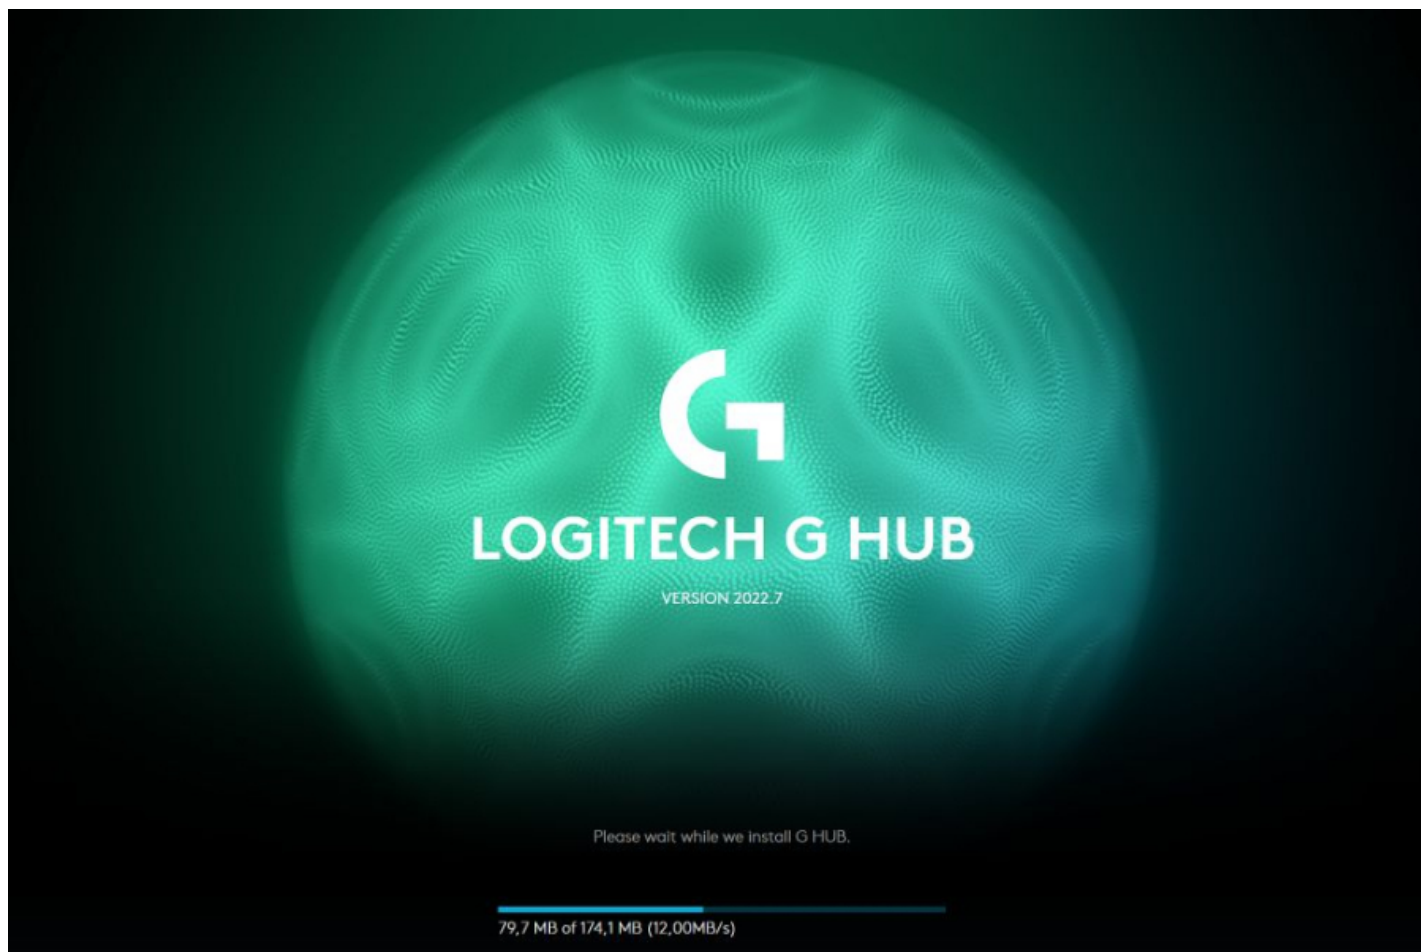 LOGITECH G HUB
VERSION 2022.7
Please wait while we install G HUB.
79,7 MB of 174,1 MB (12,00MB/s)